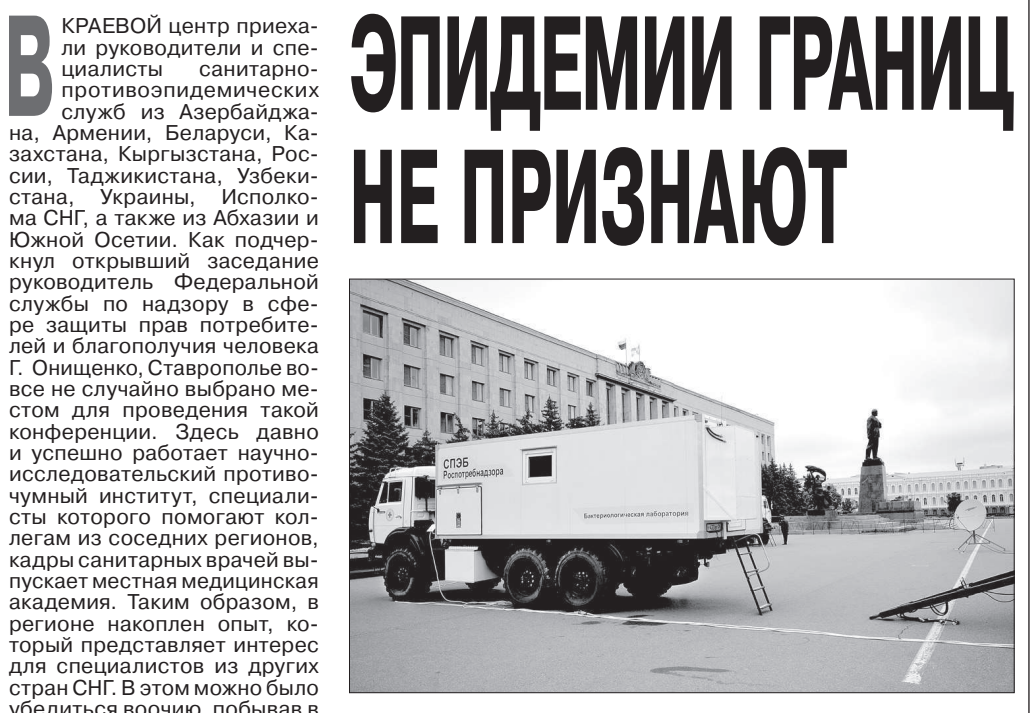 ЭПИДЕМИИ ГРАНИЦ
НЕ ПРИЗНАЮТ
В КРАЕВОЙ центр приеха-
ли руководители и спе-
циалисты санитарно-
противоэпидемических
служб из Азербайджа-
на, Армении, Беларуси, Ка-
захстана, Кыргызстана, Рос-
сии, Таджикистана, Узбеки-
стана, Украины, Исполко-
ма СНГ, а также из Абхазии и
Южной Осетии. Как подчер-
кнул открывший заседание
руководитель Федеральной
службы по надзору в сфе-
ре защиты прав потребите-
лей и благополучия человека
Г. Онищенко, Ставрополье во-
все не случайно выбрано ме-
стом для проведения такой
конференции. Здесь давно
и успешно работает научно-
исследовательский противо-
чумный институт, специали-
сты которого помогают кол-
легам из соседних регионов,
кадры санитарных врачей вы-
пускает местная медицинская
академия. Таким образом, в
регионе накоплен опыт, ко-
торый представляет интерес
для специалистов из других
стран СНГ. В этом можно было
убедиться воочию, побывав в
СПЭБ
Роспотребнадзора
Бактериологическая лаборатория